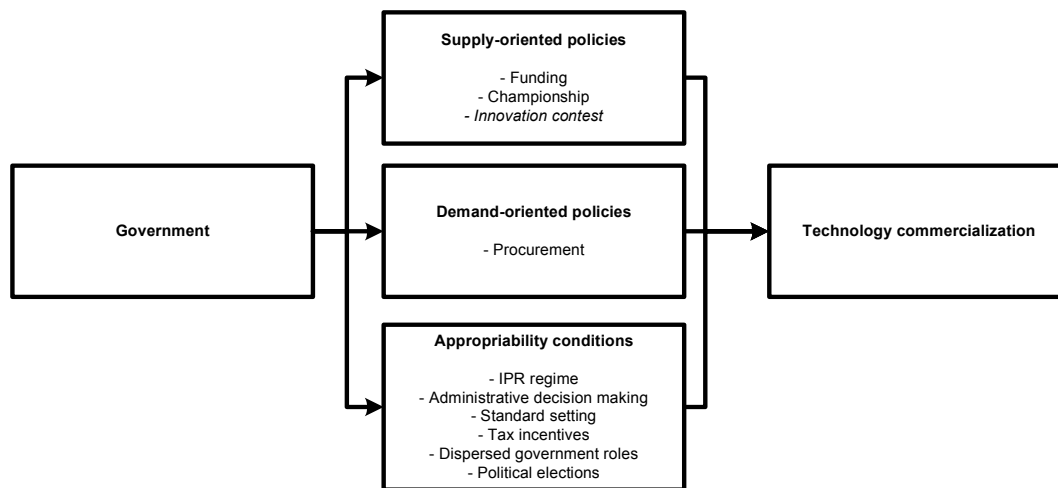 Supply-oriented policies
- Funding
- Championship
- Innovation contest
Government
Demand-oriented policies
- Procurement
Technology commercialization
Appropriability conditions
- IPR regime
- Administrative decision making
- Standard setting
- Tax incentives
- Dispersed government roles
- Political elections